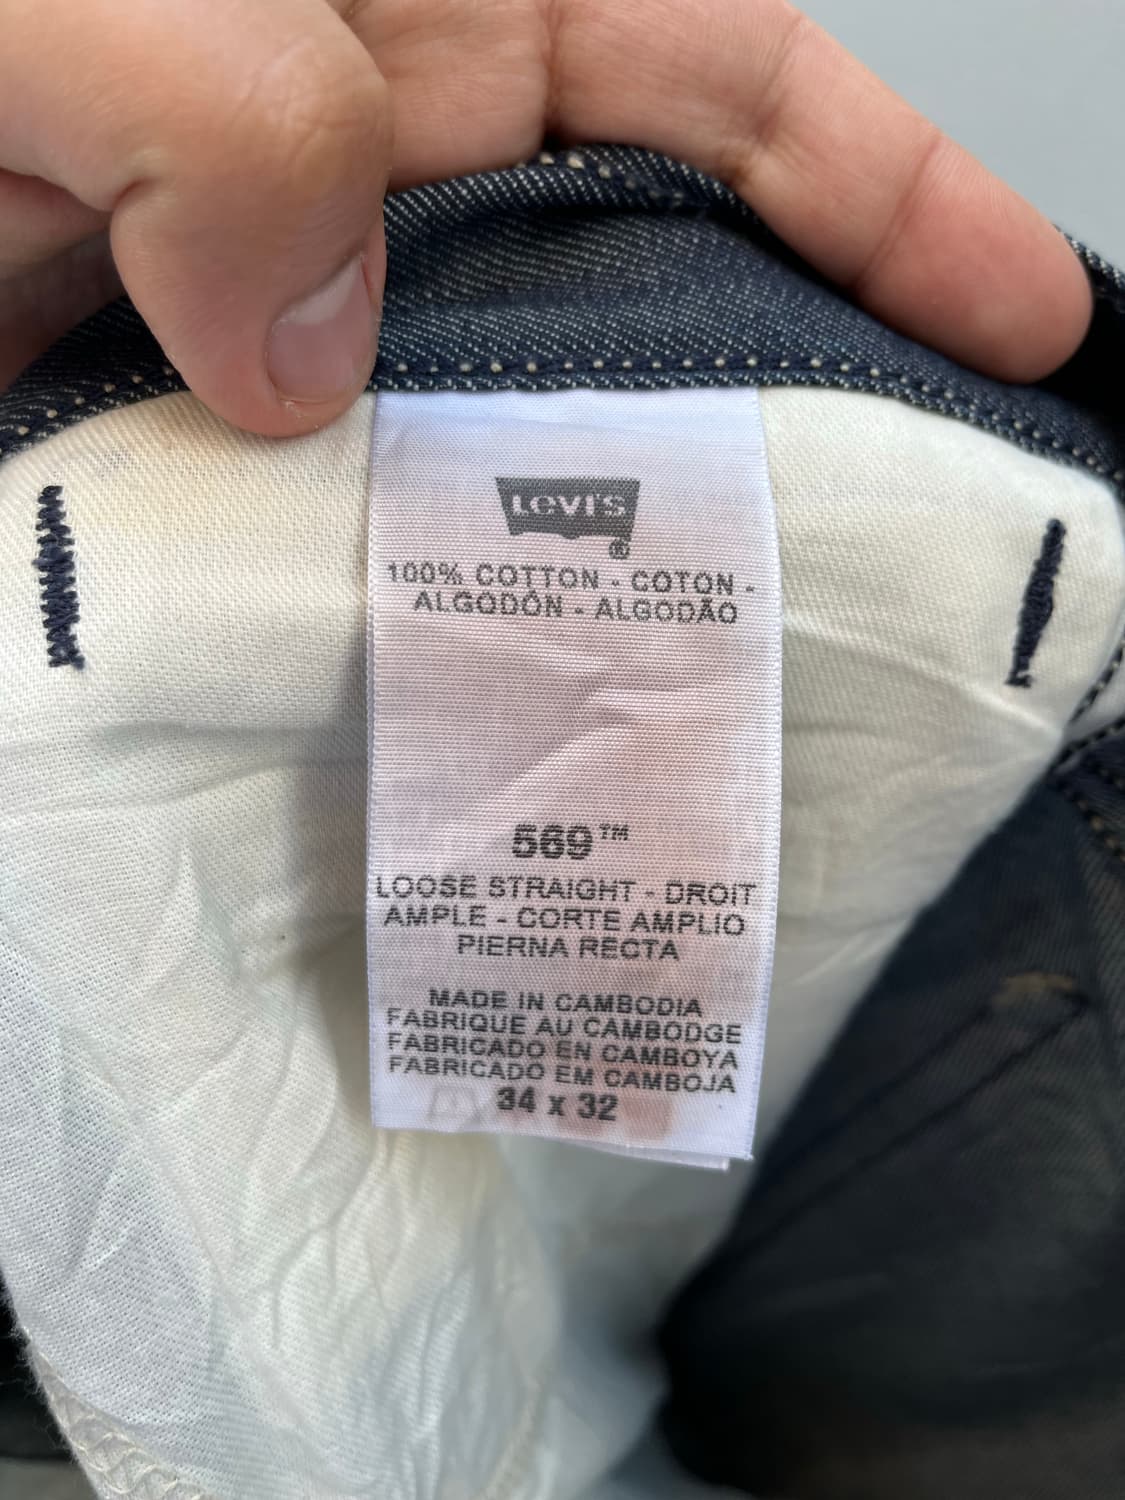 LEVI'S ®
100% COTTON - COTON -
ALGODÓN - ALGODÃO
569™
LOOSE STRAIGHT - DROIT
AMPLE - CORTE AMPLIO
PIERNA RECTA
MADE IN CAMBODIA
FABRIQUE AU CAMBODGE
FABRICADO EN CAMBOYA
FABRICADO EM CAMBOJA
34 x 32